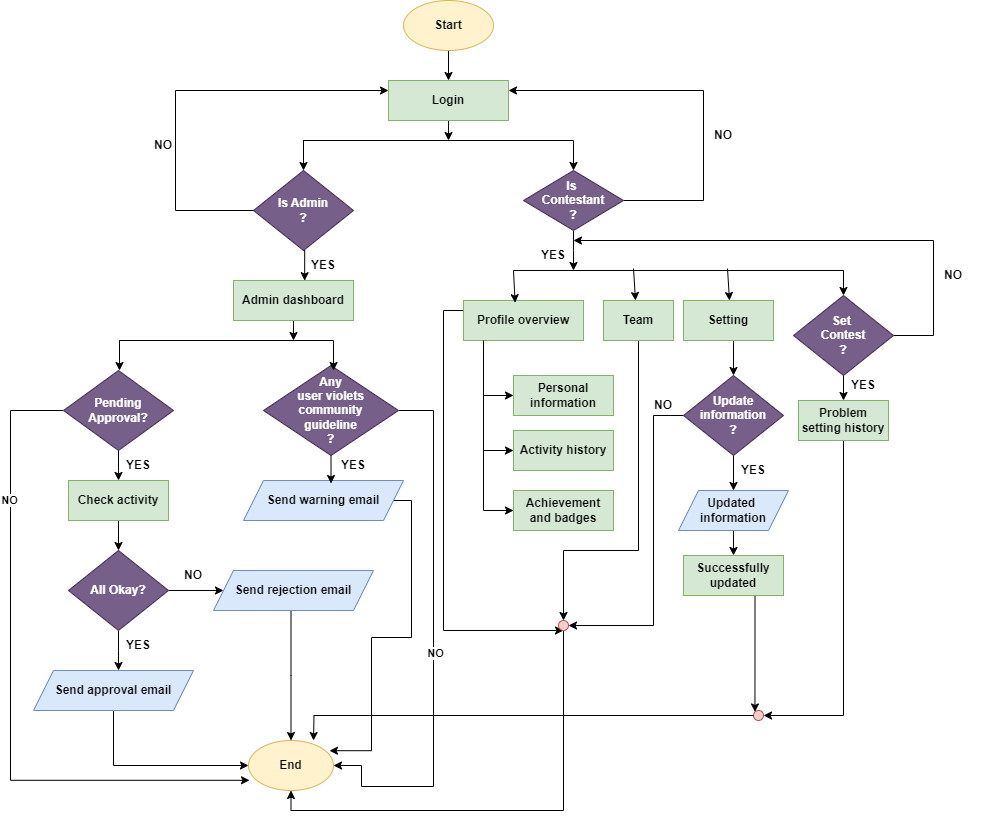 Start
Login
NO
NO
Is Admin
?
Is
Contestant
?
YES
YES
NO
Admin dashboard
Profile overview
Team
Setting
Set
Contest
?
Pending
Approval?
Any
user violets
community
guideline
?
Personal
information
Update
information
?
NO
YES
Problem
setting history
YES
YES
Activity history
YES
NO
Check activity
Send warning email
Achievement
and badges
Updated
information
All Okay?
NO
Send rejection email
Successfully
updated
YES
NO
Send approval email
End